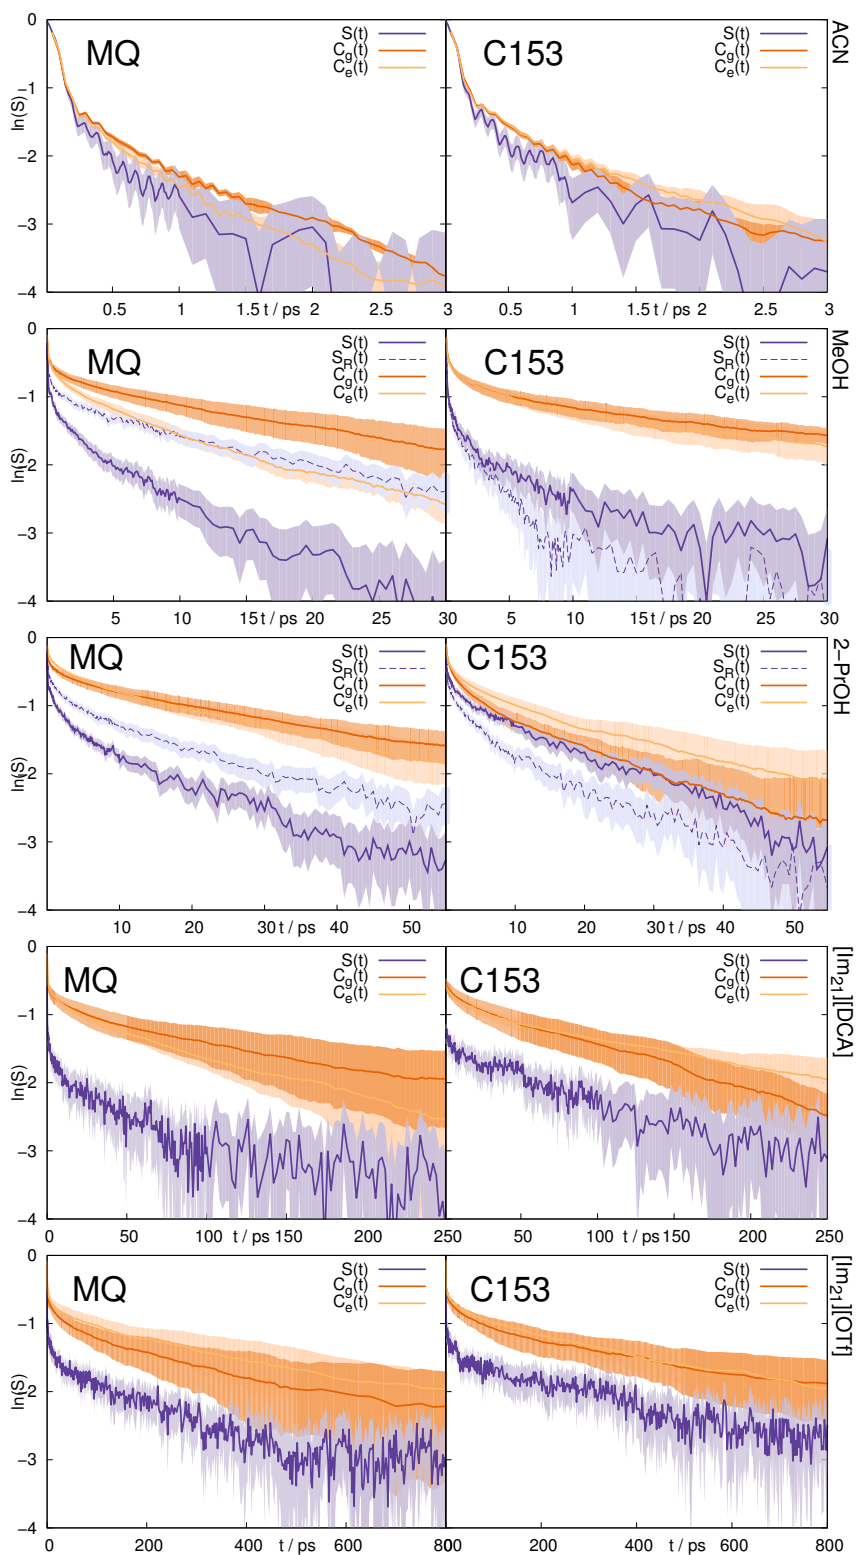 MQ
S(t)
C_g(t)
C_e(t)
C153
S(t)
C_g(t)
C_e(t)
ACN
0
−1
−2
−3
−4
ln(S)
0.5 1 1.5 t / ps 2 2.5 3
0.5 1 1.5 t / ps 2 2.5 3
MQ
S(t)
S_R(t)
C_g(t)
C_e(t)
C153
S(t)
S_R(t)
C_g(t)
C_e(t)
MeOH
0
−1
−2
−3
−4
ln(S)
5 10 15 t / ps 20 25 30
5 10 15 t / ps 20 25 30
MQ
S(t)
S_R(t)
C_g(t)
C_e(t)
C153
S(t)
S_R(t)
C_g(t)
C_e(t)
2−PrOH
0
−1
−2
−3
−4
ln(S)
10 20 30 t / ps 40 50
10 20 30 t / ps 40 50
MQ
S(t)
C_g(t)
C_e(t)
C153
S(t)
C_g(t)
C_e(t)
[Im_21][DCA]
0
−1
−2
−3
−4
ln(S)
0 50 100 t / ps 150 200 250
50 100 t / ps 150 200 250
MQ
S(t)
C_g(t)
C_e(t)
C153
S(t)
C_g(t)
C_e(t)
[Im_21][OTf]
0
−1
−2
−3
−4
ln(S)
0 200 400 t / ps 600 800
0 200 400 t / ps 600 800